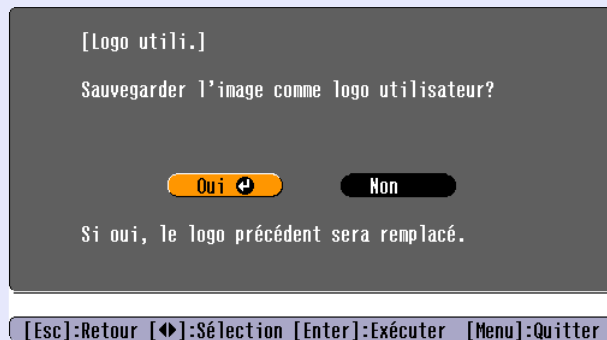 [Logo utili.]
Sauvegarder l'image comme logo utilisateur?
Oui Non
Si oui, le logo précédent sera remplacé.
[Esc]:Retour [◆]:Sélection [Enter]:Exécuter [Menu]:Quitter